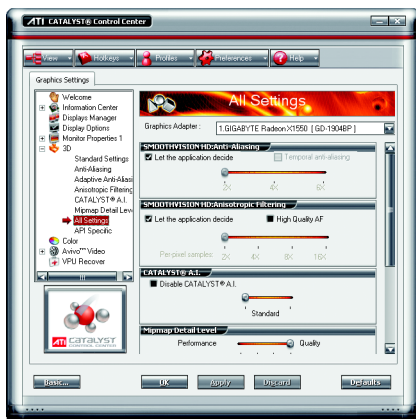 ATI CATALYST® Control Center
View
Hotkeys
Profiles
Preferences
Help
Graphics Settings
Welcome
Information Center
Displays Manager
Display Options
Monitor Properties 1
3D
Standard Settings
Anti-Aliasing
Adaptive Anti-Aliasi
Anisotropic Filtering
CATALYST® A.I.
Mipmap Detail Leve
All Settings
API Specific
Color
Avivo™ Video
VPU Recover
All Settings
Graphics Adapter :
1.GIGABYTE Radeon X1550 [ GD-1904BP ]
SMOOTHVISION HD:Anti-Aliasing
Let the application decide
Temporal anti-aliasing
2X 4X 6X
SMOOTHVISION HD:Anisotropic Filtering
Let the application decide
High Quality AF
Per-pixel samples 2X 4X 8X 16X
CATALYST® A.I.
Disable CATALYST® A.I.
Standard
Mipmap Detail Level
Performance
Quality
ATI CATALYST
CONTROL CENTER
Basic...
OK
Apply
Discard
Defaults